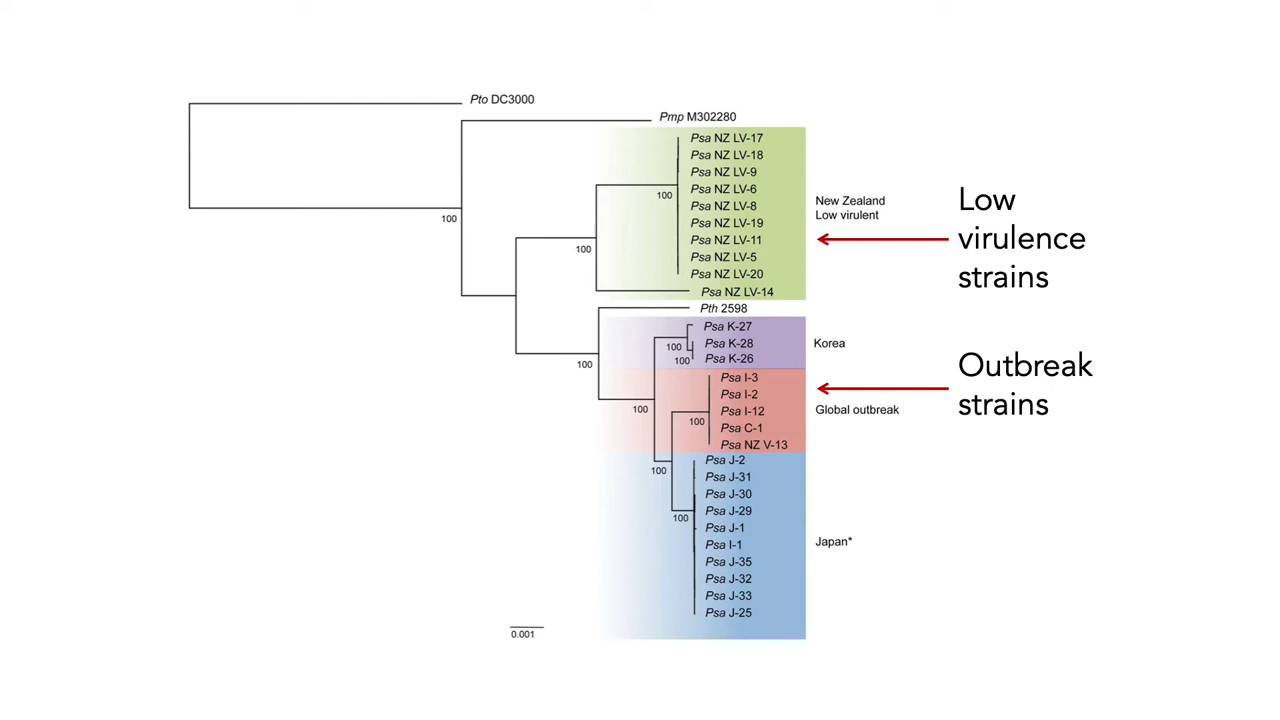 Pto DC3000
Pmp M302280
Psa NZ LV-17
Psa NZ LV-18
Psa NZ LV-9
Psa NZ LV-6
Psa NZ LV-8
Psa NZ LV-19
Psa NZ LV-11
Psa NZ LV-5
Psa NZ LV-20
Psa NZ LV-14
100
100
100
New Zealand
Low virulent
Low
virulence
strains
Pth 2598
Psa K-27
Psa K-28
Psa K-26
100
100
100
Korea
Psa I-3
Psa I-2
Psa I-12
Psa C-1
Psa NZ V-13
100
100
Global outbreak
Outbreak
strains
Psa J-2
Psa J-31
Psa J-30
Psa J-29
Psa J-1
Psa I-1
Psa J-35
Psa J-32
Psa J-33
Psa J-25
100
100
Japan*
0.001